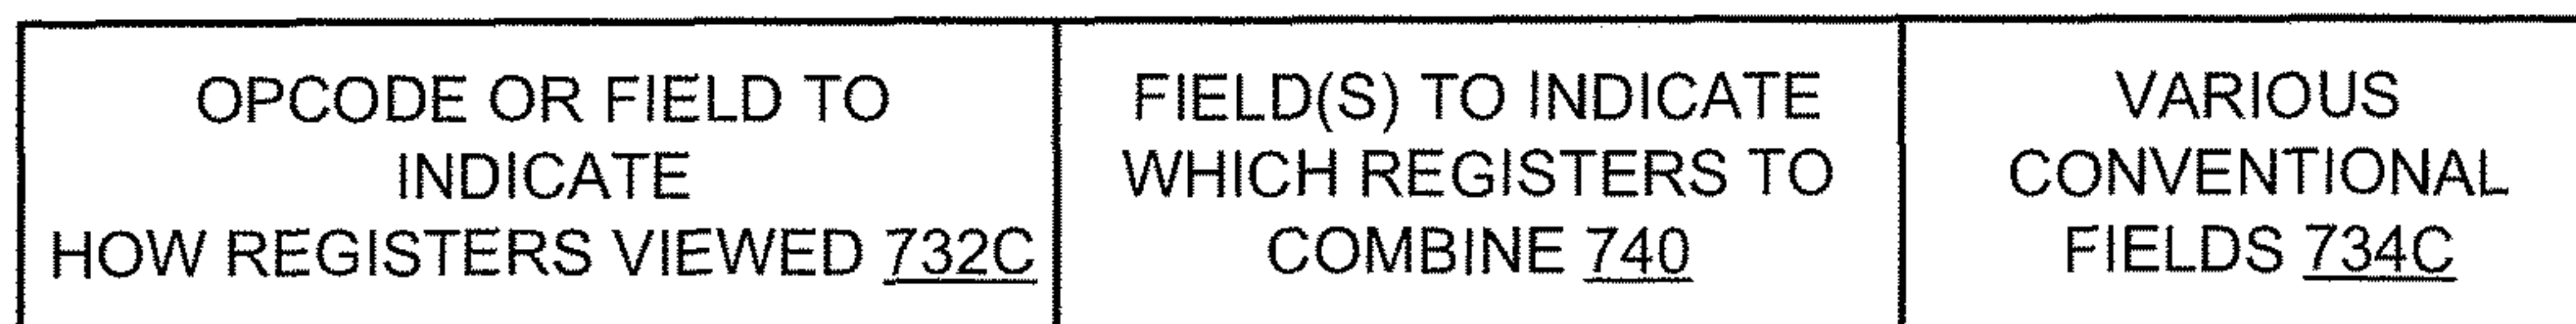 OPCODE OR FIELD TO
INDICATE
HOW REGISTERS VIEWED 732C
FIELD(S) TO INDICATE
WHICH REGISTERS TO
COMBINE 740
VARIOUS
CONVENTIONAL
FIELDS 734C